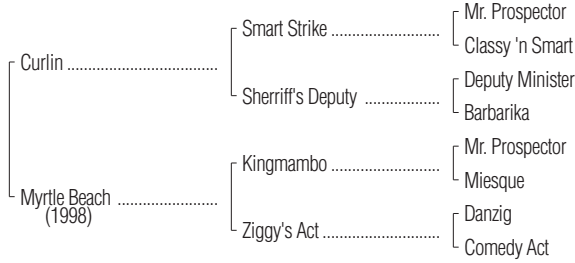 Mr. Prospector
Smart Strike ........................
Classy 'n Smart
Curlin .................................
Deputy Minister
Sherriff's Deputy ................
Barbarika
Mr. Prospector
Kingmambo ........................
Miesque
Myrtle Beach ......................
(1998)
Danzig
Ziggy's Act ..........................
Comedy Act